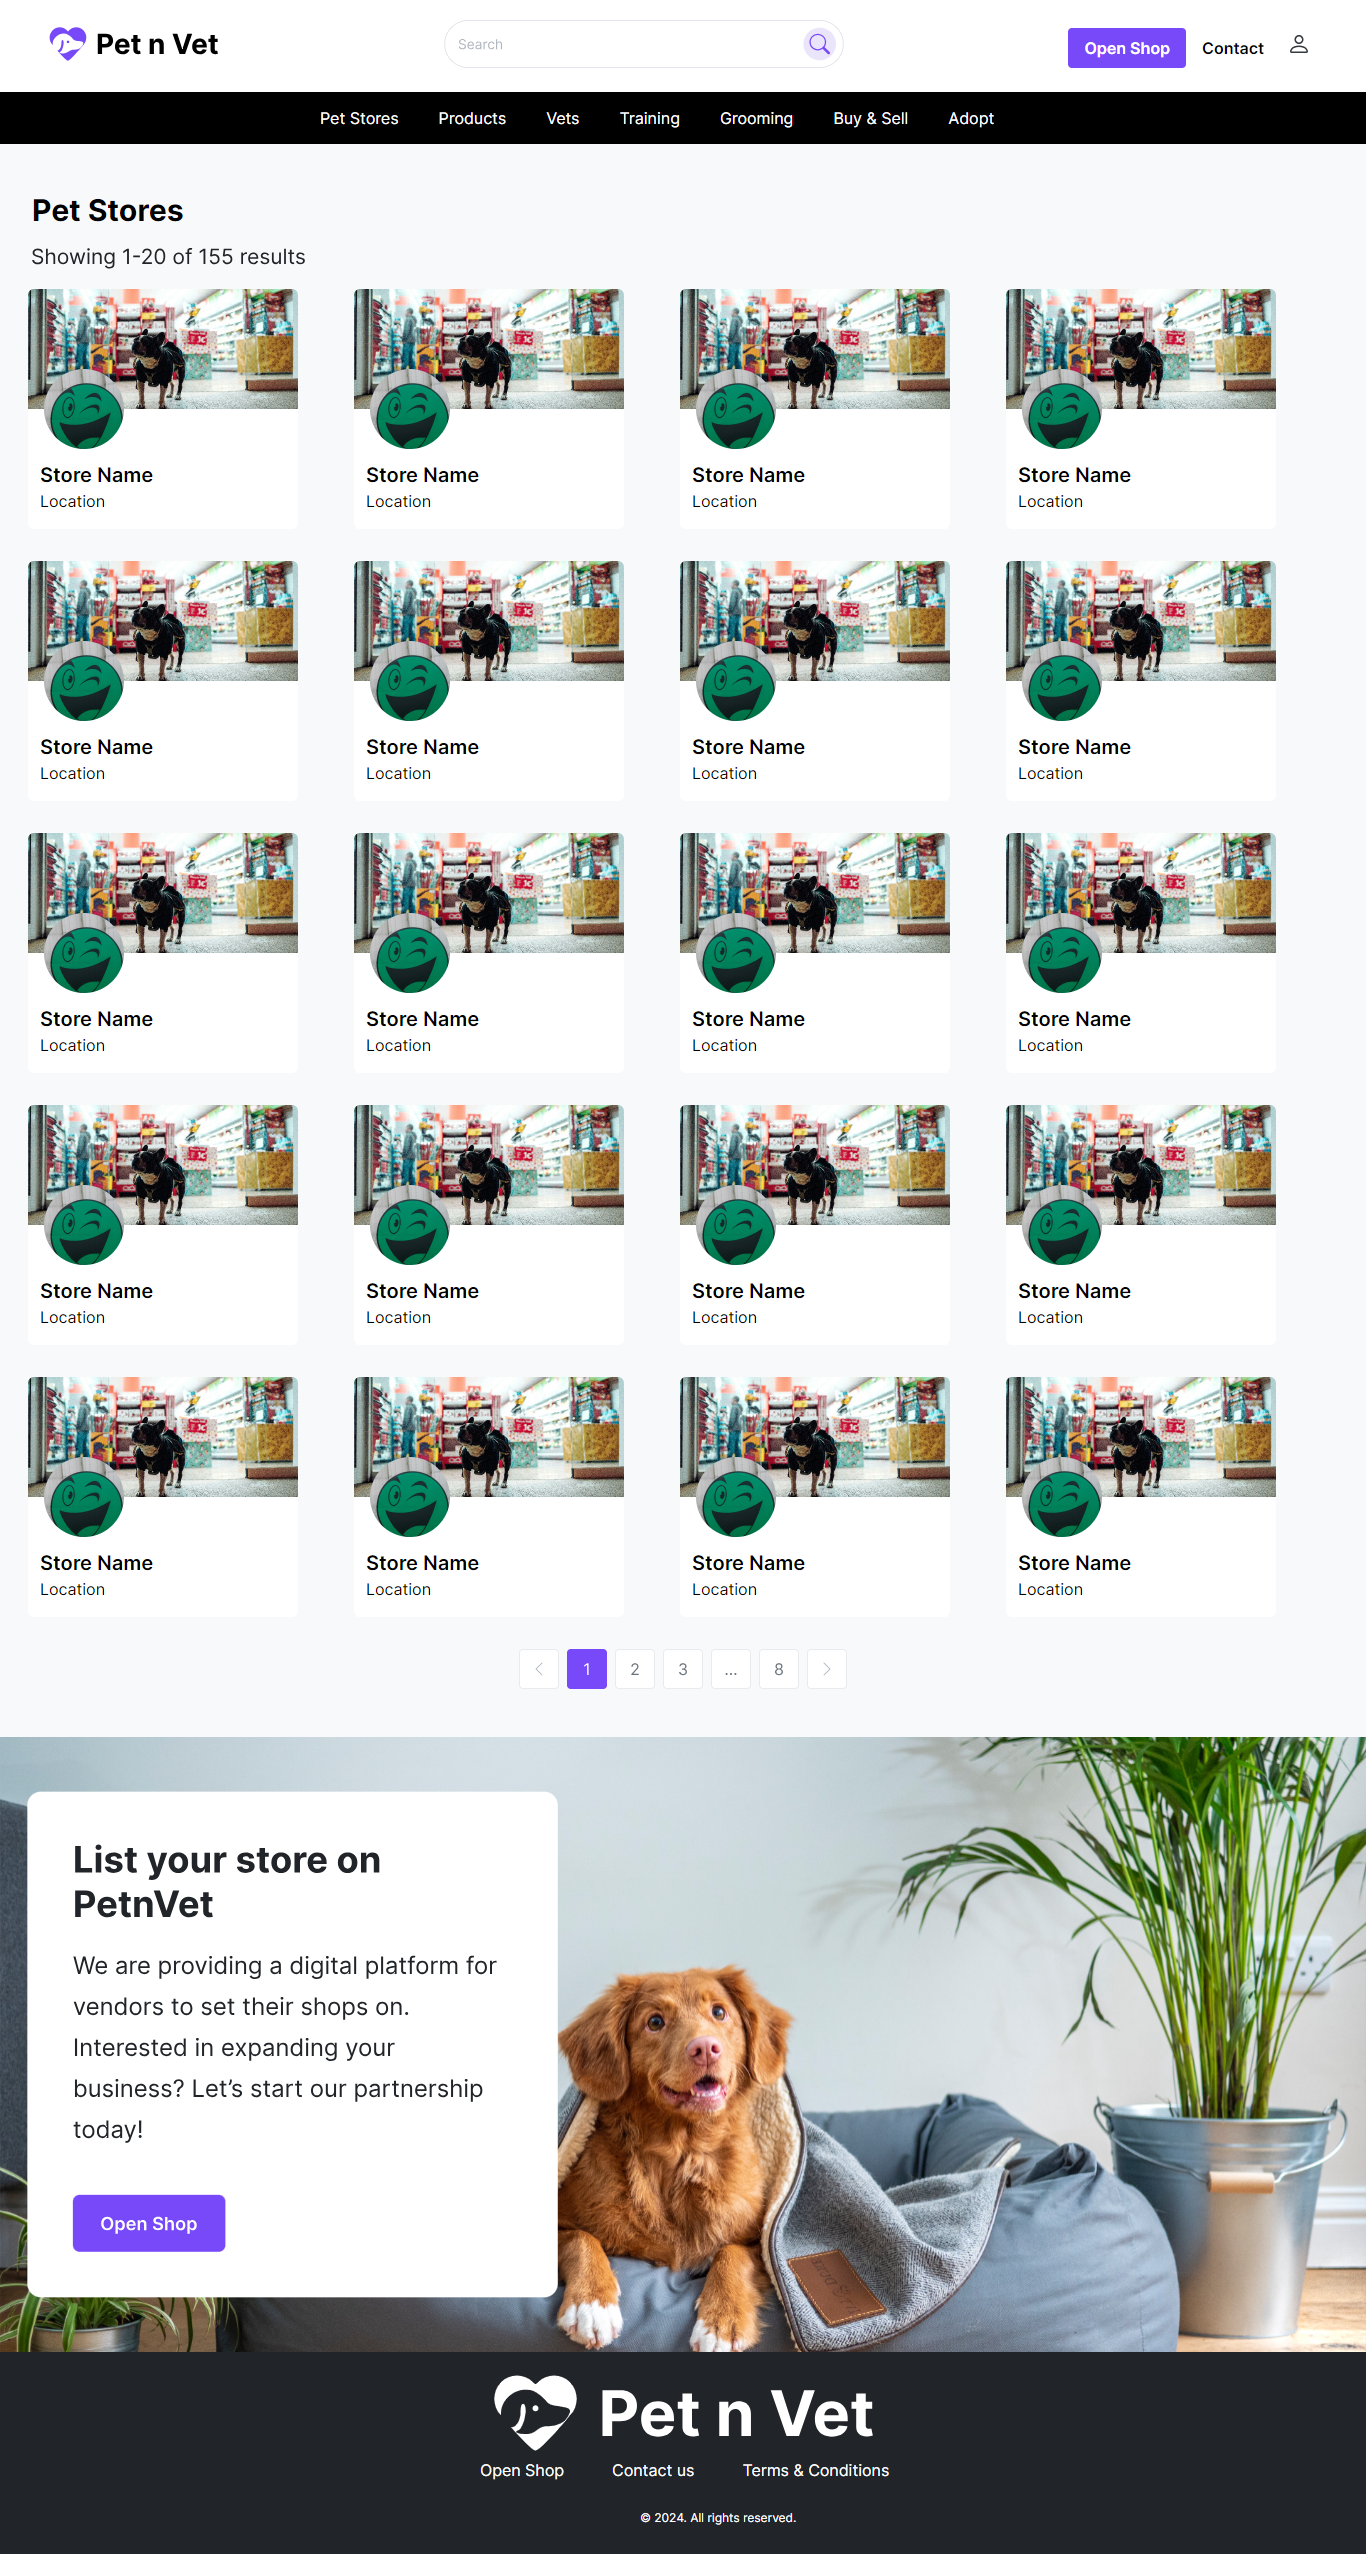 Pet n Vet
Search
Open Shop
Contact
Pet Stores
Products
Vets
Training
Grooming
Buy & Sell
Adopt
Pet Stores
Showing 1-20 of 155 results
Store Name
Location
Store Name
Location
Store Name
Location
Store Name
Location
Store Name
Location
Store Name
Location
Store Name
Location
Store Name
Location
Store Name
Location
Store Name
Location
Store Name
Location
Store Name
Location
Store Name
Location
Store Name
Location
Store Name
Location
Store Name
Location
Store Name
Location
Store Name
Location
Store Name
Location
Store Name
Location
1
2
3
...
8
List your store on
PetnVet
We are providing a digital platform for
vendors to set their shops on.
Interested in expanding your
business? Let’s start our partnership
today!
Open Shop
Pet n Vet
Open Shop
Contact us
Terms & Conditions
© 2024. All rights reserved.